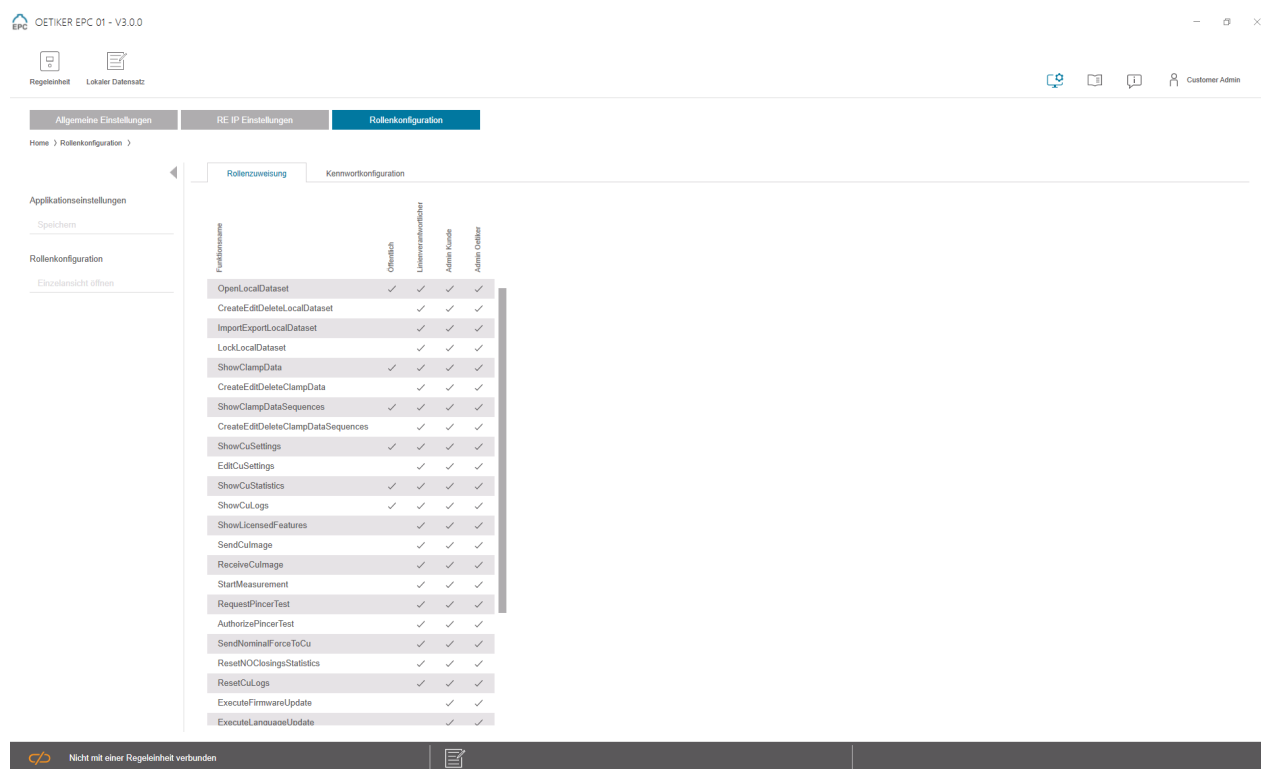 EPC OETIKER EPC 01 - V3.0.0
Regeleinheit Lokaler Datensatz
Customer Admin
Allgemeine Einstellungen RE IP Einstellungen Rollenkonfiguration
Home > Rollenkonfiguration >
Rollenzuweisung Kennwortkonfiguration
Applikationseinstellungen
Speichern
Rollenkonfiguration
Einzelansicht öffnen
Funktionsname Öffentlich Linienverantwortlicher Admin Kunde Admin Oetiker
OpenLocalDataset ✓ ✓ ✓ ✓
CreateEditDeleteLocalDataset ✓ ✓ ✓
ImportExportLocalDataset ✓ ✓ ✓
LockLocalDataset ✓ ✓ ✓
ShowClampData ✓ ✓ ✓ ✓
CreateEditDeleteClampData ✓ ✓ ✓
ShowClampDataSequences ✓ ✓ ✓ ✓
CreateEditDeleteClampDataSequences ✓ ✓ ✓
ShowCuSettings ✓ ✓ ✓ ✓
EditCuSettings ✓ ✓ ✓
ShowCuStatistics ✓ ✓ ✓ ✓
ShowCuLogs ✓ ✓ ✓ ✓
ShowLicensedFeatures ✓ ✓ ✓
SendCuImage ✓ ✓ ✓
ReceiveCuImage ✓ ✓ ✓
StartMeasurement ✓ ✓ ✓
RequestPincerTest ✓ ✓ ✓
AuthorizePincerTest ✓ ✓ ✓
SendNominalForceToCu ✓ ✓ ✓
ResetNOClosingsStatistics ✓ ✓ ✓
ResetCuLogs ✓ ✓ ✓
ExecuteFirmwareUpdate ✓ ✓
ExecuteLanguageUpdate ✓ ✓
Nicht mit einer Regeleinheit verbunden